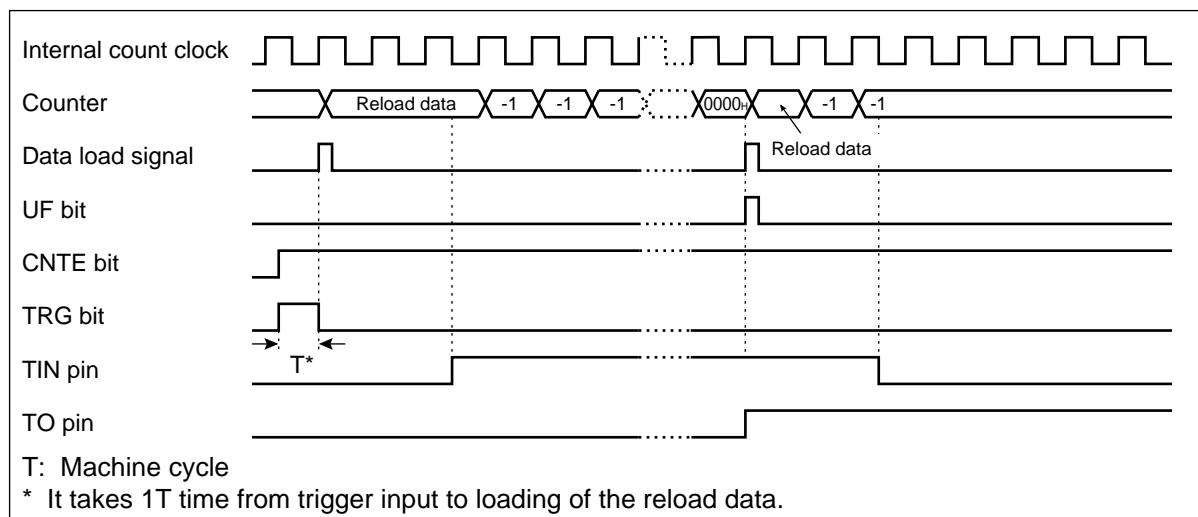 Internal count clock
Counter Reload data -1 -1 -1 0000H -1 -1
Data load signal Reload data
UF bit
CNTE bit
TRG bit
T*
TIN pin
TO pin
T: Machine cycle
* It takes 1T time from trigger input to loading of the reload data.